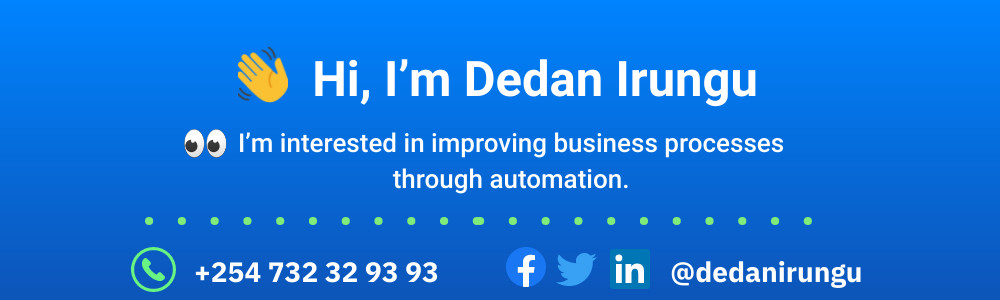 Hi, I’m Dedan Irungu
I’m interested in improving business processes
through automation.
+254 732 32 93 93
@dedanirungu